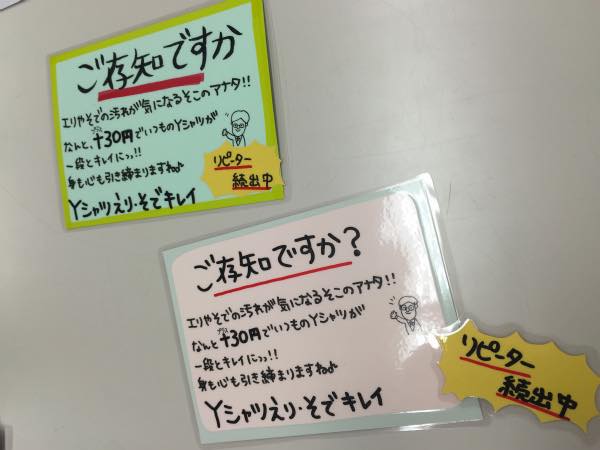 ご存知ですか
エリやそでの汚れが気になるそこのアナタ!!
なんと、+30円でいつものYシャツが
一段とキレイにっっ!!
身も心も引き締まりますね♪
リピーター
続出中
Yシャツえり・そでキレイ
ご存知ですか?
エリやそでの汚れが気になるそこのアナタ!!
なんと+30円でいつものYシャツが
一段とキレイにっっ!!
身も心も引き締まりますね♪
Yシャツえり・そでキレイ
リピーター
続出中